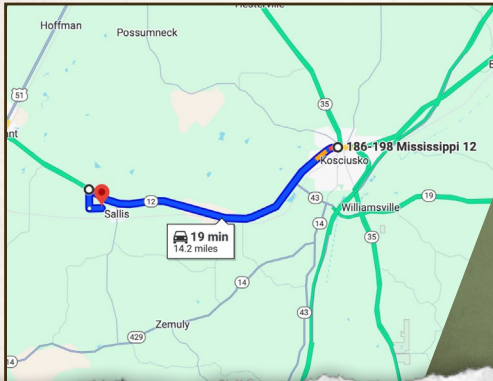 Hoffman
Possumneck
51
35
186-198 Mississippi 12
Kosciusko
12
Sallis
43
19
14
Williamsville
19 min
14.2 miles
35
14
43
Zemuly
429
14